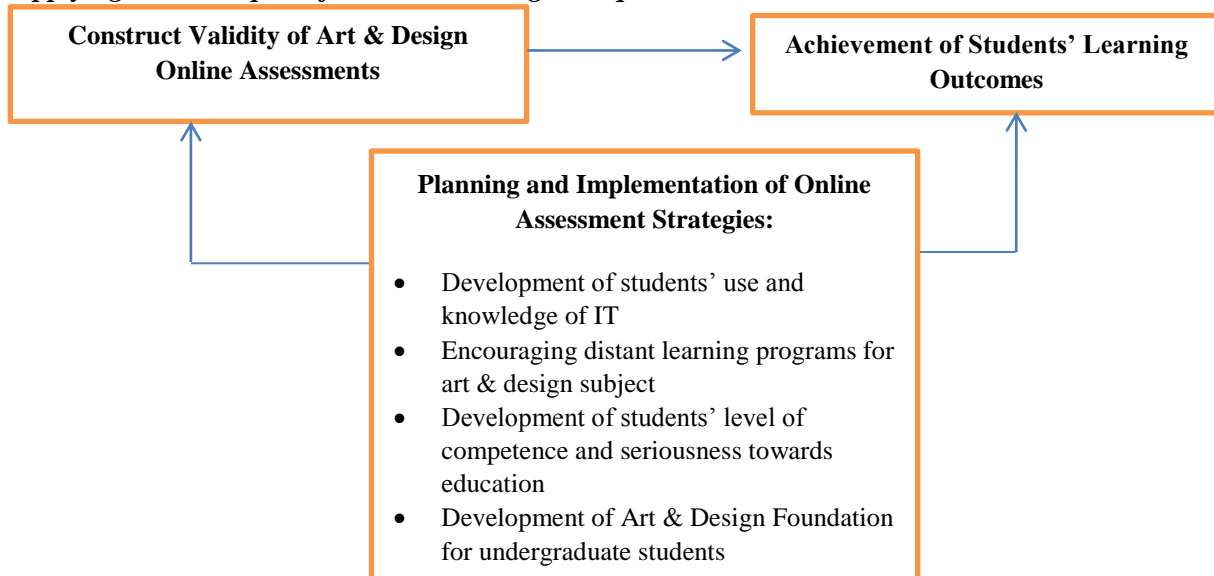 Construct Validity of Art & Design
Online Assessments
Achievement of Students’ Learning
Outcomes
Planning and Implementation of Online
Assessment Strategies:
• Development of students’ use and
knowledge of IT
• Encouraging distant learning programs for
art & design subject
• Development of students’ level of
competence and seriousness towards
education
• Development of Art & Design Foundation
for undergraduate students